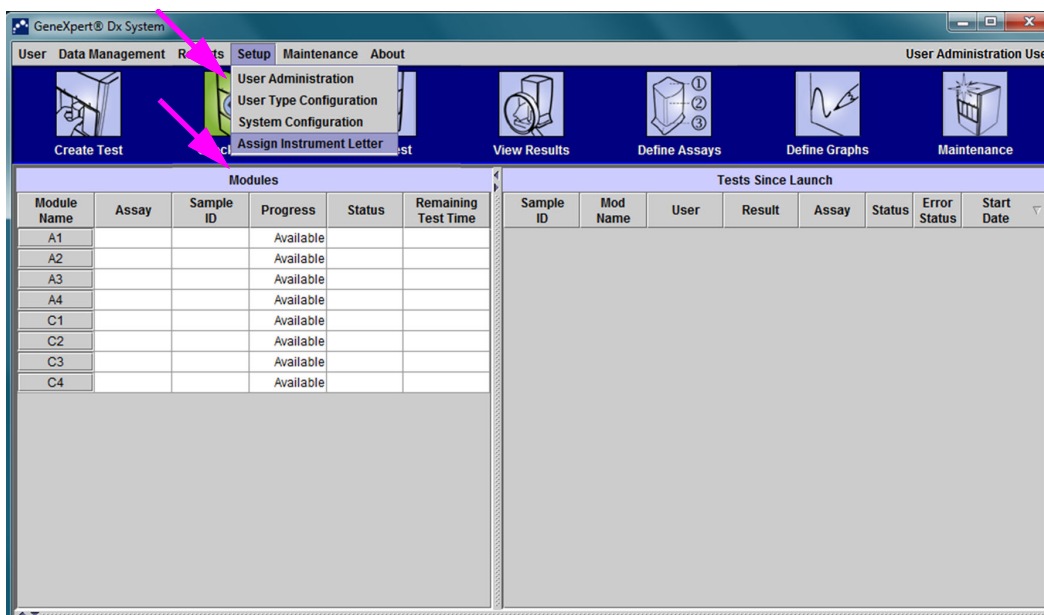 GeneXpert® Dx System
User Data Management Setup Maintenance About User Administration Use
User Administration
User Type Configuration
System Configuration
Assign Instrument Letter
①
②
③
Create Test View Results Define Assays Define Graphs Maintenance
Modules Tests Since Launch
Module Name Assay Sample ID Progress Status Remaining Test Time Sample ID Mod Name User Result Assay Status Error Status Start Date
A1 Available
A2 Available
A3 Available
A4 Available
C1 Available
C2 Available
C3 Available
C4 Available